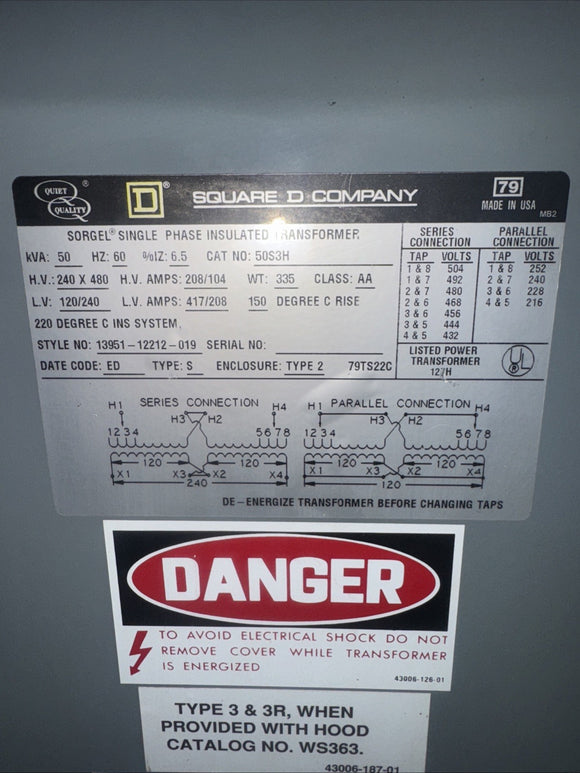 QUIET QUALITY ®
D ®
SQUARE D COMPANY
79
MADE IN USA
MB2
SORGEL® SINGLE PHASE INSULATED TRANSFORMER
kVA: 50 HZ: 60 %IZ: 6.5 CAT NO: 50S3H
H.V.: 240 X 480 H.V. AMPS: 208/104 WT: 335 CLASS: AA
L.V: 120/240 L.V. AMPS: 417/208 150 DEGREE C RISE
220 DEGREE C INS SYSTEM
STYLE NO: 13951-12212-019 SERIAL NO:
DATE CODE: ED TYPE: S ENCLOSURE: TYPE 2 79TS22C
SERIES CONNECTION
TAP VOLTS
1 & 8 504
1 & 7 492
2 & 7 480
2 & 6 468
3 & 6 456
3 & 5 444
4 & 5 432
PARALLEL CONNECTION
TAP VOLTS
1 & 8 252
2 & 7 240
3 & 6 228
4 & 5 216
LISTED POWER
TRANSFORMER
127H
UL
SERIES CONNECTION
H1 H3 H2 H4
1 2 3 4 5 6 7 8
120 120
X1 X3 X2 X4
240
PARALLEL CONNECTION
H1 H3 H2 H4
1 2 3 4 5 6 7 8
120 120
X1 X3 X2 X4
120
DE-ENERGIZE TRANSFORMER BEFORE CHANGING TAPS
DANGER
TO AVOID ELECTRICAL SHOCK DO NOT
REMOVE COVER WHILE TRANSFORMER
IS ENERGIZED
43006-126-01
TYPE 3 & 3R, WHEN
PROVIDED WITH HOOD
CATALOG NO. WS363.
43006-187-01